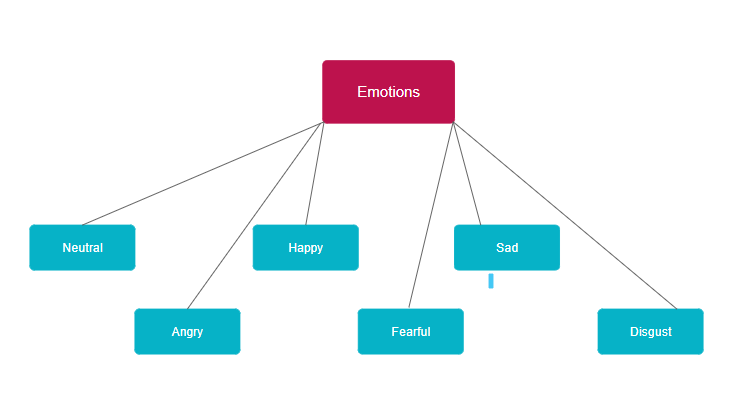 Emotions
Neutral
Happy
Sad
Angry
Fearful
Disgust